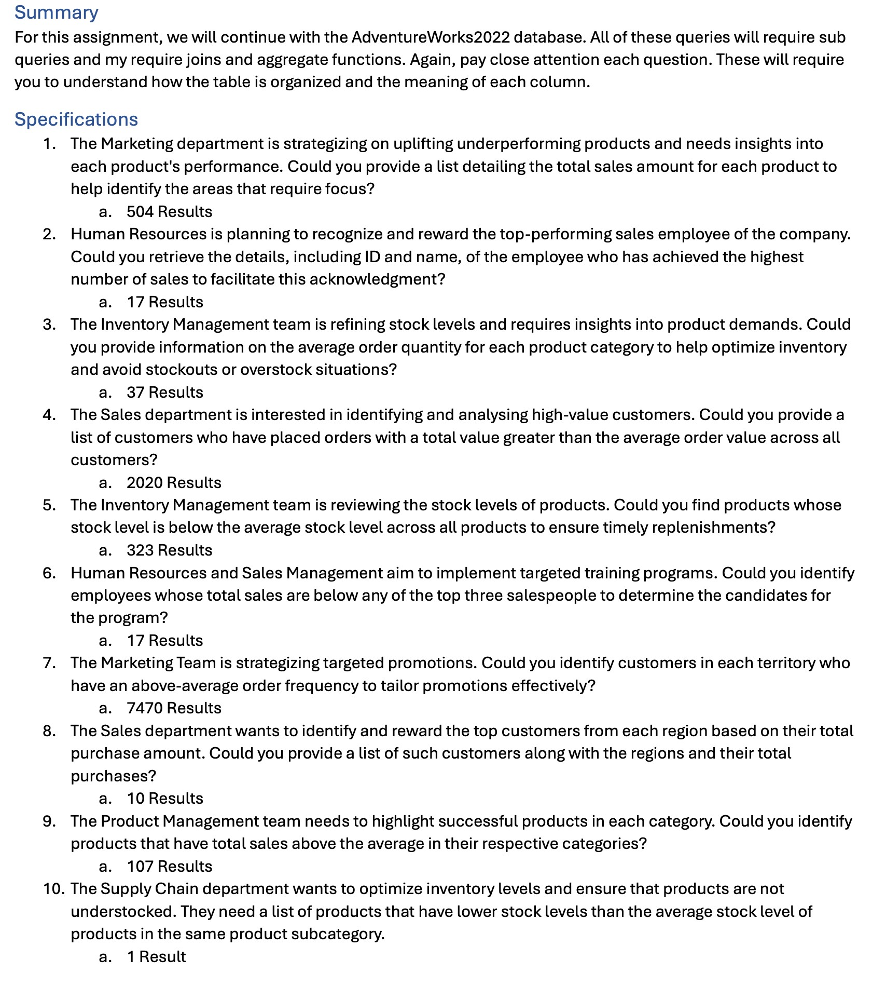 Summary
For this assignment, we will continue with the AdventureWorks2022 database. All of these queries will require sub
queries and my require joins and aggregate functions. Again, pay close attention each question. These will require
you to understand how the table is organized and the meaning of each column.
Specifications
1. The Marketing department is strategizing on uplifting underperforming products and needs insights into
each product's performance. Could you provide a list detailing the total sales amount for each product to
help identify the areas that require focus?
a. 504 Results
2. Human Resources is planning to recognize and reward the top-performing sales employee of the company.
Could you retrieve the details, including ID and name, of the employee who has achieved the highest
number of sales to facilitate this acknowledgment?
a. 17 Results
3. The Inventory Management team is refining stock levels and requires insights into product demands. Could
you provide information on the average order quantity for each product category to help optimize inventory
and avoid stockouts or overstock situations?
a. 37 Results
4. The Sales department is interested in identifying and analysing high-value customers. Could you provide a
list of customers who have placed orders with a total value greater than the average order value across all
customers?
a. 2020 Results
5. The Inventory Management team is reviewing the stock levels of products. Could you find products whose
stock level is below the average stock level across all products to ensure timely replenishments?
a. 323 Results
6. Human Resources and Sales Management aim to implement targeted training programs. Could you identify
employees whose total sales are below any of the top three salespeople to determine the candidates for
the program?
a. 17 Results
7. The Marketing Team is strategizing targeted promotions. Could you identify customers in each territory who
have an above-average order frequency to tailor promotions effectively?
a. 7470 Results
8. The Sales department wants to identify and reward the top customers from each region based on their total
purchase amount. Could you provide a list of such customers along with the regions and their total
purchases?
a. 10 Results
9. The Product Management team needs to highlight successful products in each category. Could you identify
products that have total sales above the average in their respective categories?
a. 107 Results
10. The Supply Chain department wants to optimize inventory levels and ensure that products are not
understocked. They need a list of products that have lower stock levels than the average stock level of
products in the same product subcategory.
a. 1 Result